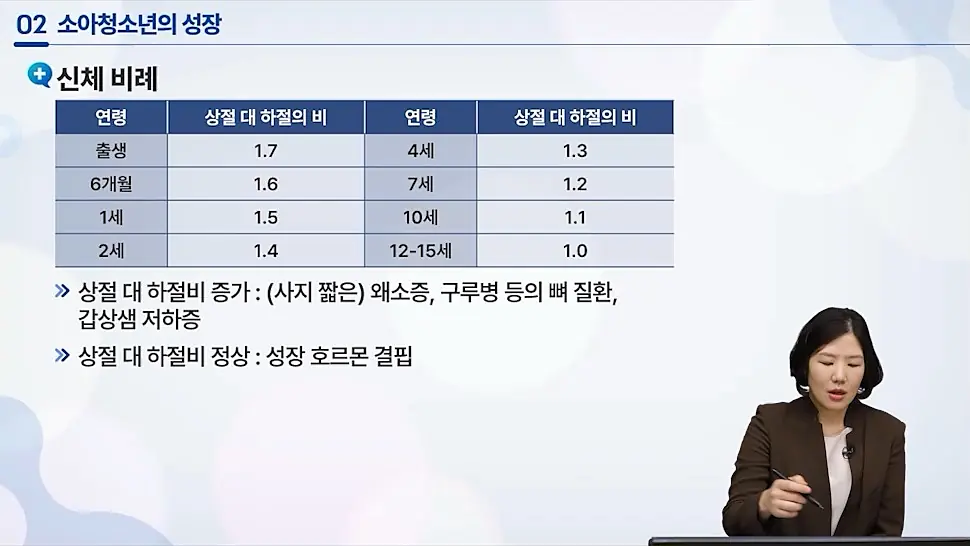 02 소아청소년의 성장
신체 비례
연령 상절 대 하절의 비 연령 상절 대 하절의 비
출생 1.7 4세 1.3
6개월 1.6 7세 1.2
1세 1.5 10세 1.1
2세 1.4 12-15세 1.0
상절 대 하절비 증가 : (사지 짧은) 왜소증, 구루병 등의 뼈 질환,
갑상샘 저하증
상절 대 하절비 정상 : 성장 호르몬 결핍